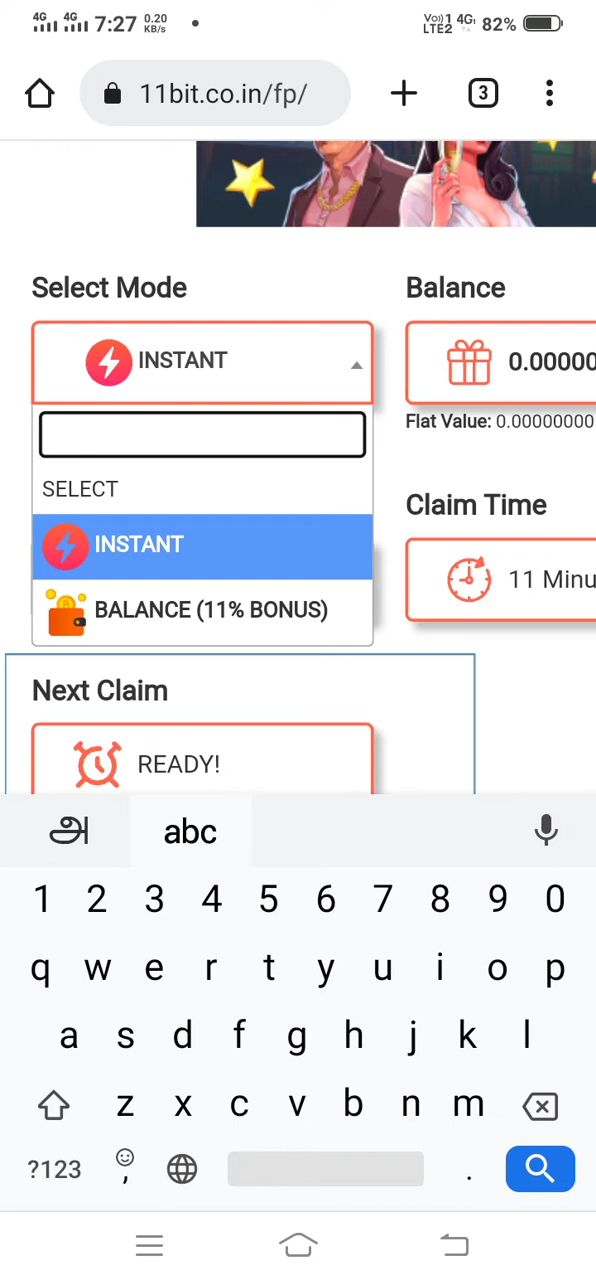 4G 4G 7:27 0.20 KB/s
Vo)) 1 4G
LTE2 82%
11bit.co.in/fp/
3
Select Mode
INSTANT
SELECT
INSTANT
BALANCE (11% BONUS)
Balance
0.00000
Flat Value: 0.00000000
Claim Time
11 Minu
Next Claim
READY!
அ abc
1 2 3 4 5 6 7 8 9 0
q w e r t y u i o p
a s d f g h j k l
z x c v b n m
?123 , .